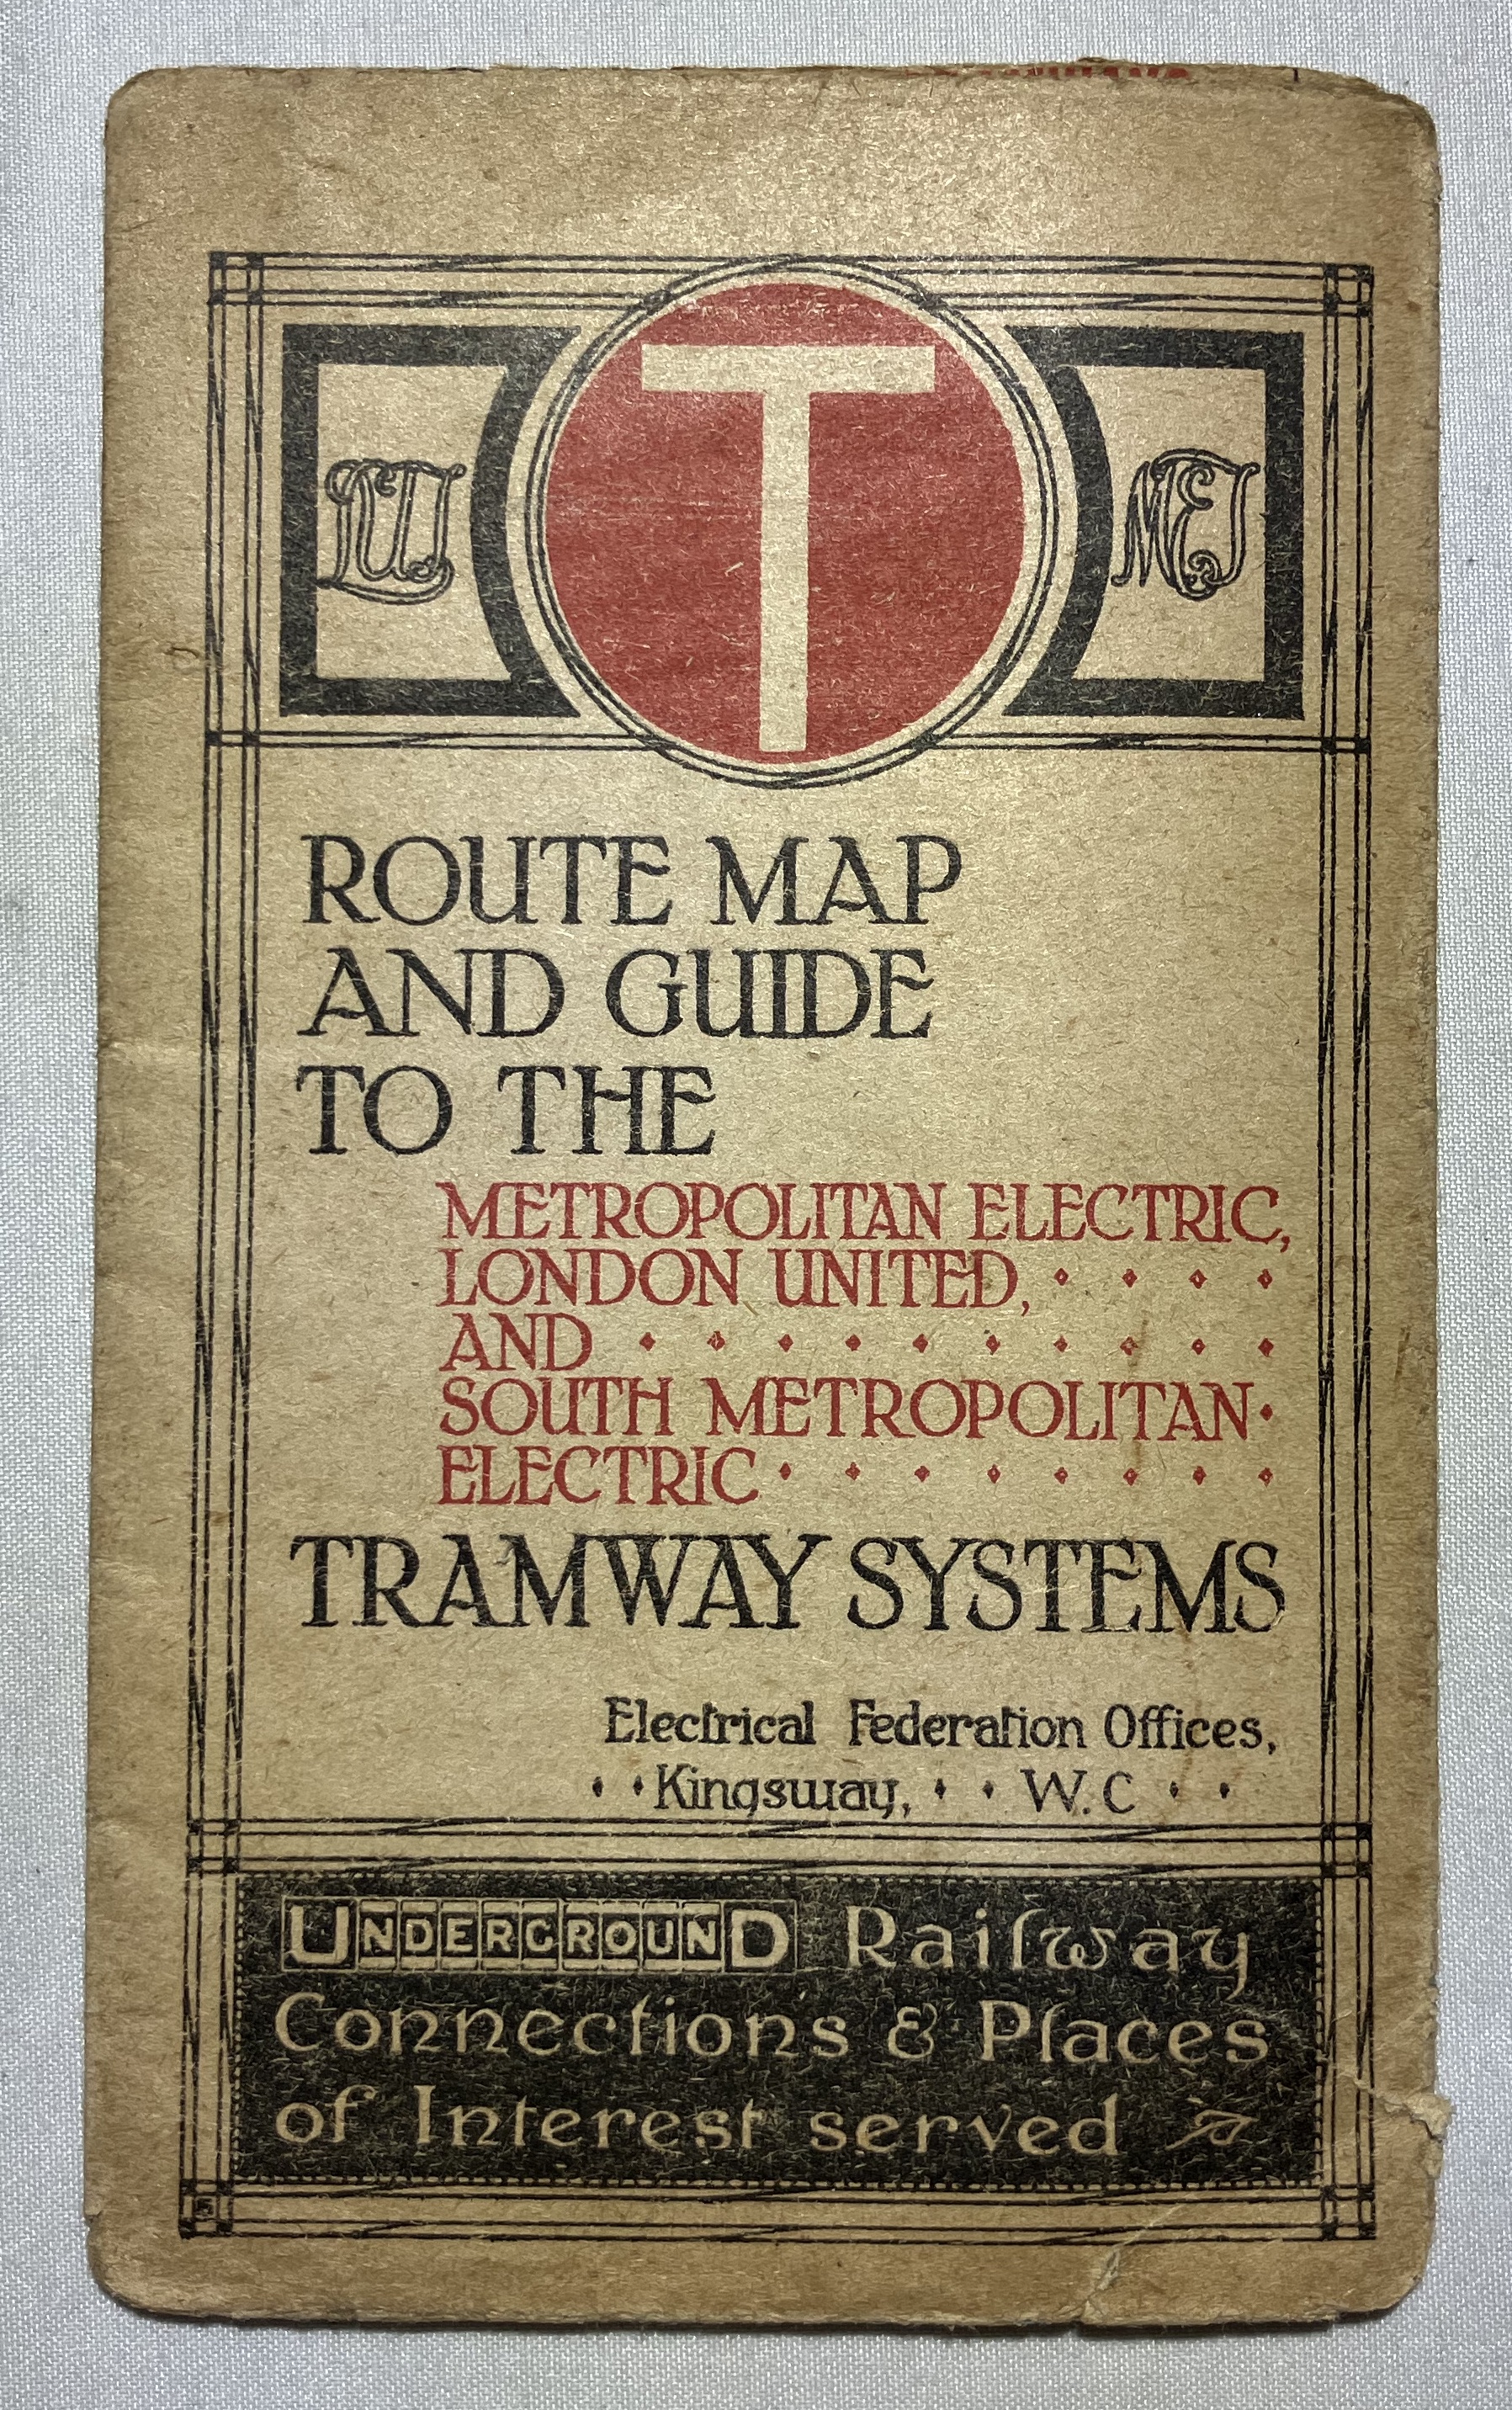 LUT
T
MET
ROUTE MAP
AND GUIDE
TO THE
METROPOLITAN ELECTRIC,
LONDON UNITED,
AND
SOUTH METROPOLITAN
ELECTRIC
TRAMWAY SYSTEMS
Electrical Federation Offices,
Kingsway, W.C
UNDERGROUND Railway
Connections & Places
of Interest served